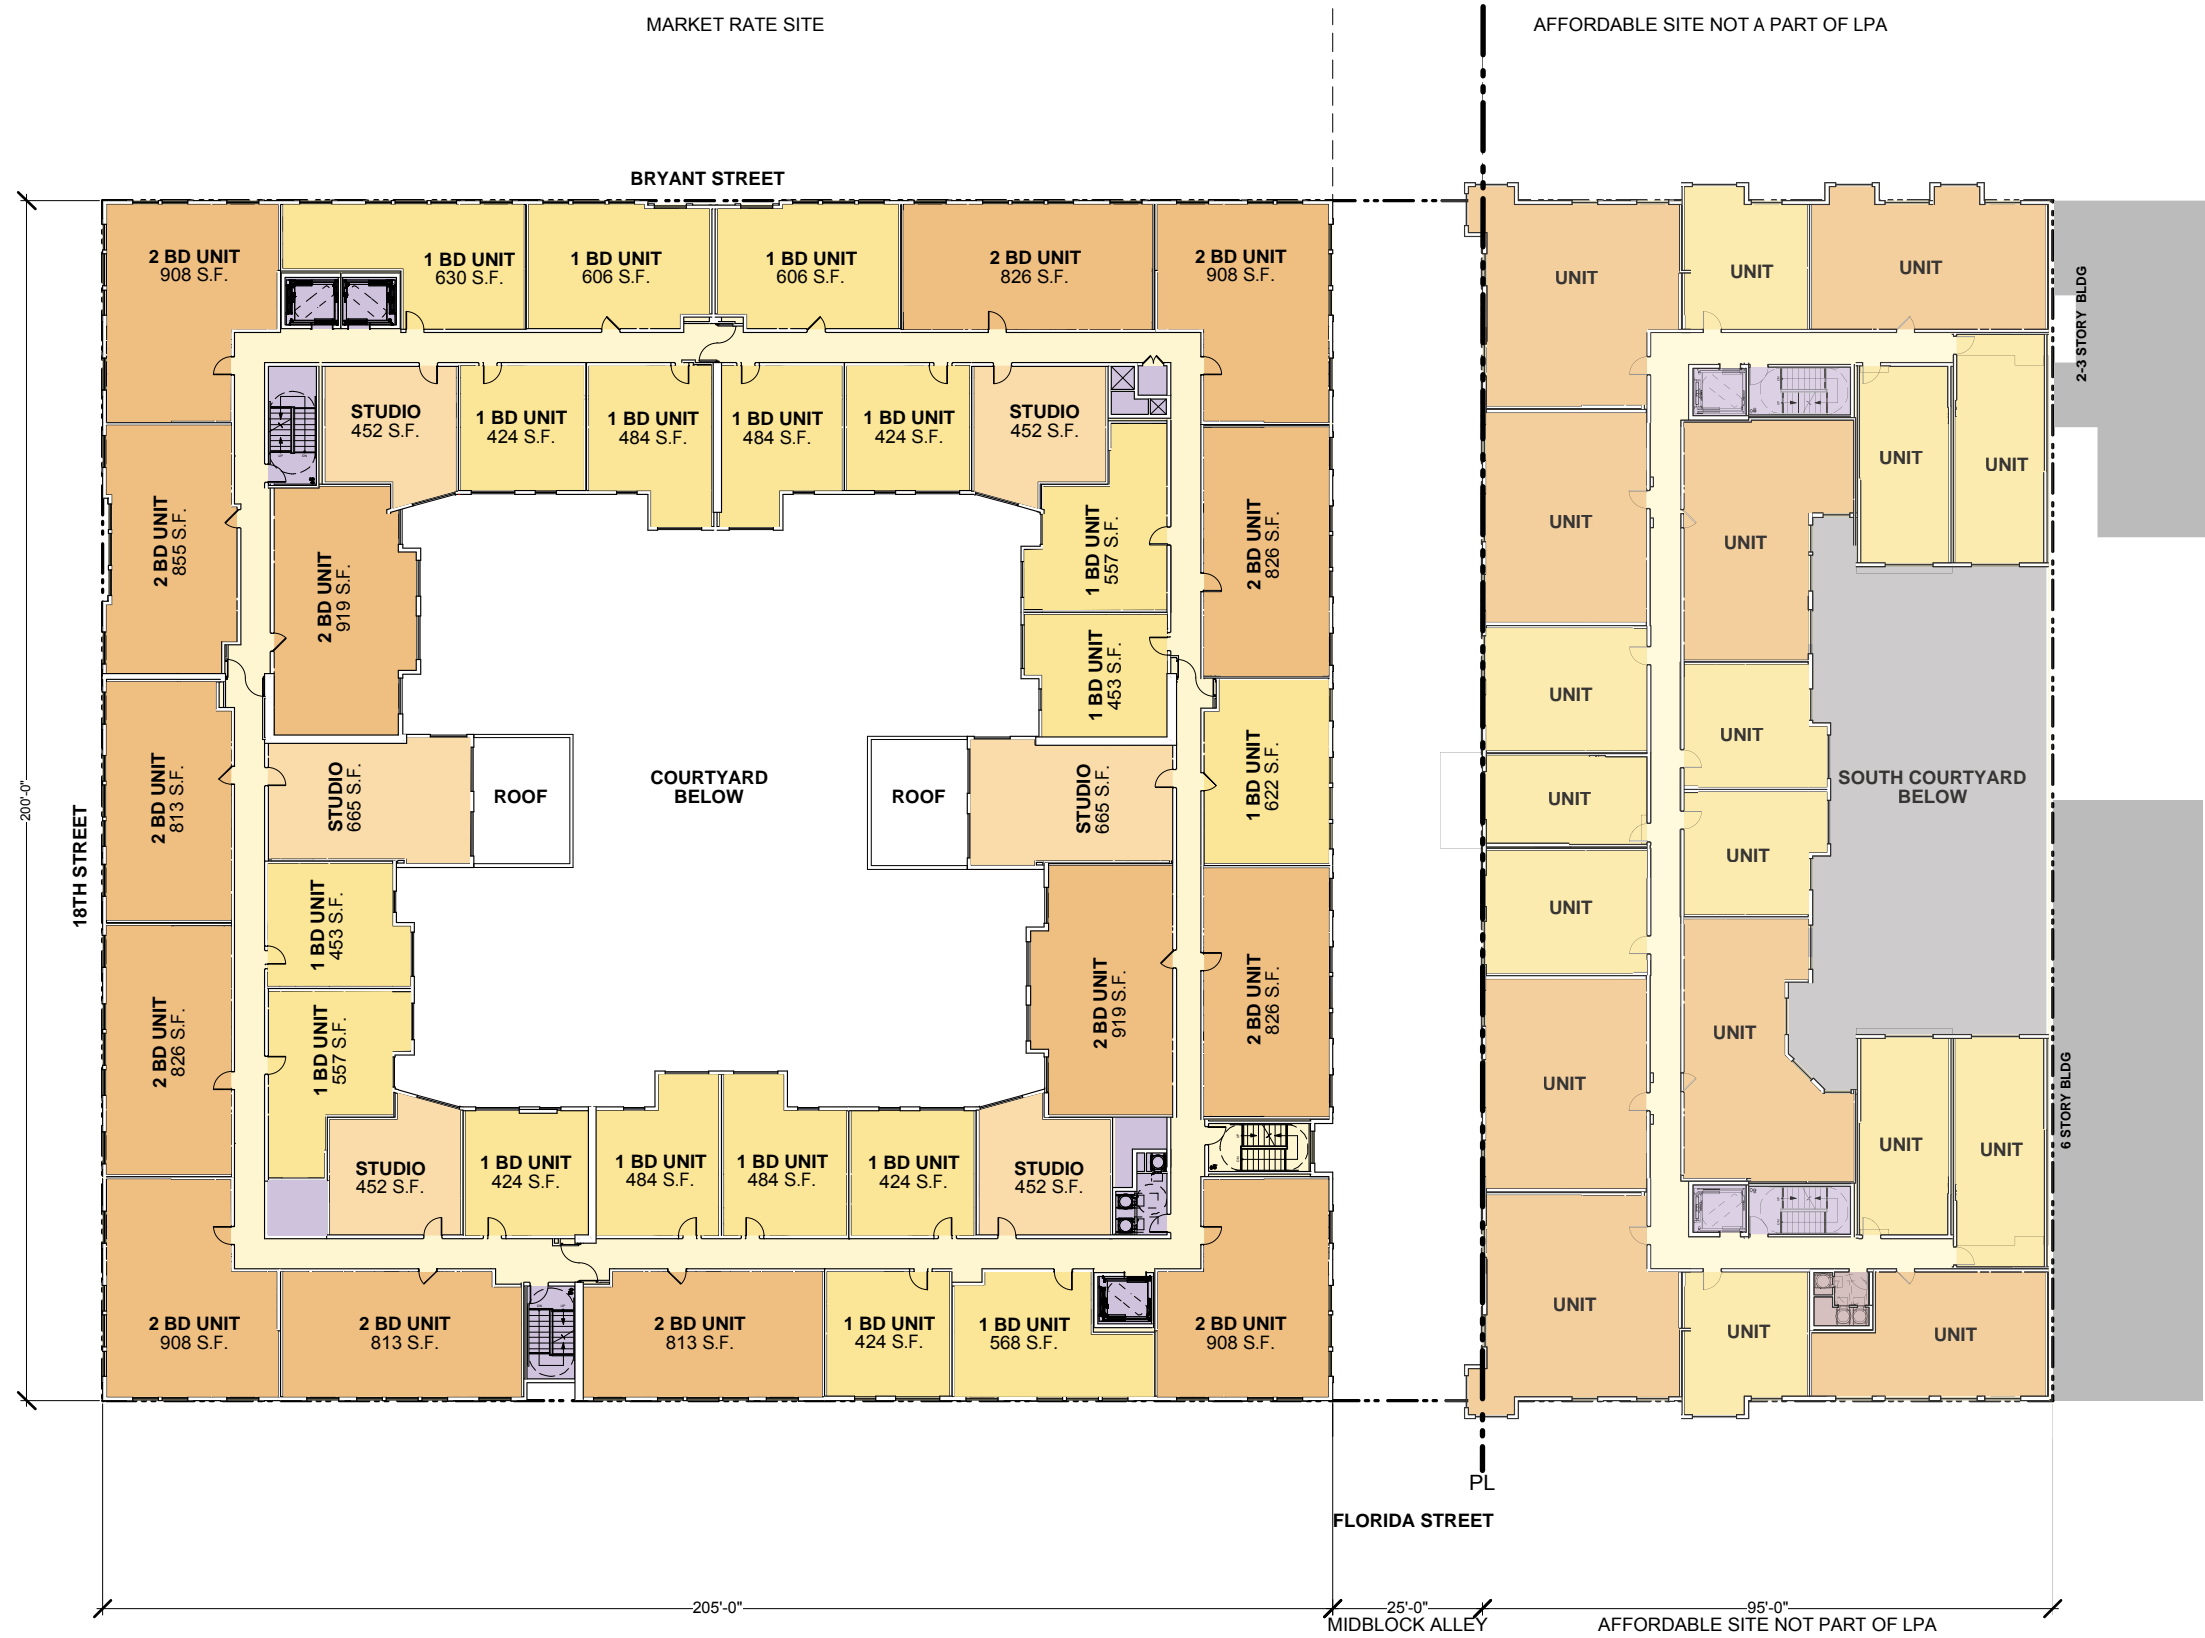 MARKET RATE SITE
AFFORDABLE SITE NOT A PART OF LPA
BRYANT STREET
2 BD UNIT
908 S.F.
1 BD UNIT
630 S.F.
1 BD UNIT
606 S.F.
1 BD UNIT
606 S.F.
2 BD UNIT
826 S.F.
2 BD UNIT
908 S.F.
UNIT
UNIT
UNIT
2-3 STORY BLDG
STUDIO
452 S.F.
1 BD UNIT
424 S.F.
1 BD UNIT
484 S.F.
1 BD UNIT
484 S.F.
1 BD UNIT
424 S.F.
STUDIO
452 S.F.
UNIT
UNIT
2 BD UNIT
855 S.F.
2 BD UNIT
919 S.F.
1 BD UNIT
557 S.F.
2 BD UNIT
826 S.F.
UNIT
UNIT
1 BD UNIT
453 S.F.
UNIT
UNIT
200'-0"
18TH STREET
2 BD UNIT
813 S.F.
STUDIO
665 S.F.
ROOF
COURTYARD
BELOW
ROOF
STUDIO
665 S.F.
1 BD UNIT
622 S.F.
UNIT
SOUTH COURTYARD
BELOW
UNIT
1 BD UNIT
453 S.F.
UNIT
2 BD UNIT
826 S.F.
1 BD UNIT
557 S.F.
2 BD UNIT
919 S.F.
2 BD UNIT
826 S.F.
UNIT
UNIT
6 STORY BLDG
STUDIO
452 S.F.
1 BD UNIT
424 S.F.
1 BD UNIT
484 S.F.
1 BD UNIT
484 S.F.
1 BD UNIT
424 S.F.
STUDIO
452 S.F.
UNIT
UNIT
2 BD UNIT
908 S.F.
2 BD UNIT
813 S.F.
2 BD UNIT
813 S.F.
1 BD UNIT
424 S.F.
1 BD UNIT
568 S.F.
2 BD UNIT
908 S.F.
UNIT
UNIT
UNIT
PL
FLORIDA STREET
205'-0"
25'-0"
95'-0"
MIDBLOCK ALLEY
AFFORDABLE SITE NOT PART OF LPA